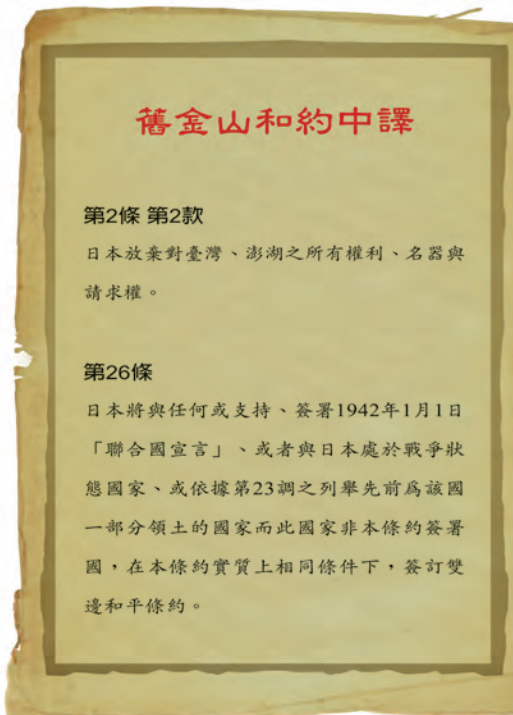 舊金山和約中譯
第2條 第2款
日本放棄對臺灣、澎湖之所有權利、名器與
請求權。
第26條
日本將與任何或支持、簽署1942年1月1日
「聯合國宣言」、或者與日本處於戰爭狀
態國家、或依據第23調之列舉先前為該國
一部分領土的國家而此國家非本條約簽署
國，在本條約實質上相同條件下，簽訂雙
邊和平條約。